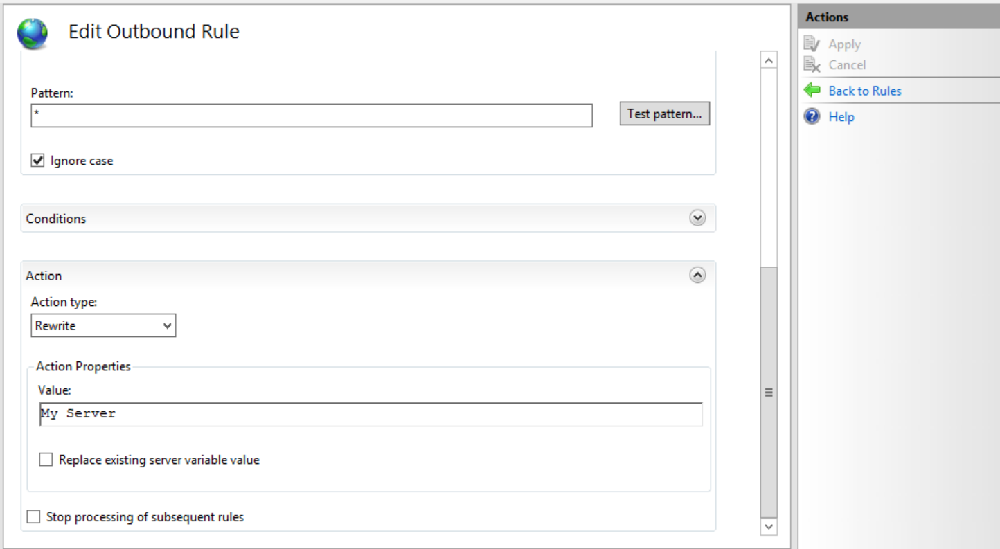 Edit Outbound Rule
Pattern:
*
Test pattern...
Ignore case
Conditions
Action
Action type:
Rewrite
Action Properties
Value:
My Server
Replace existing server variable value
Stop processing of subsequent rules
Actions
Apply
Cancel
Back to Rules
Help